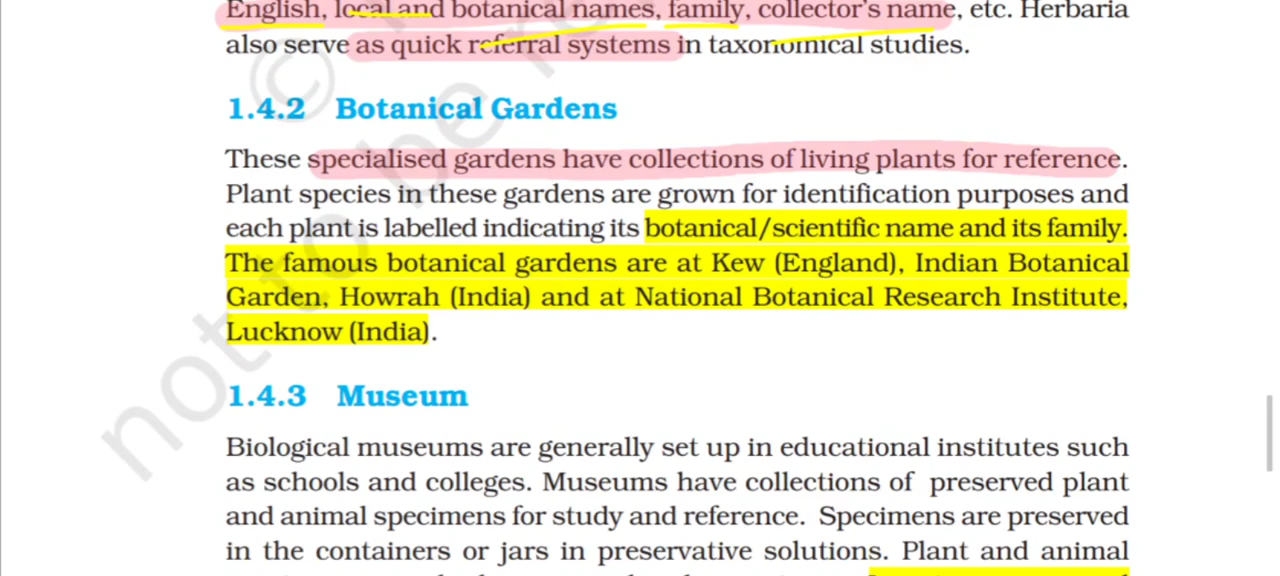 English, local and botanical names, family, collector's name, etc. Herbaria
also serve as quick referral systems in taxonomical studies.
1.4.2 Botanical Gardens
These specialised gardens have collections of living plants for reference.
Plant species in these gardens are grown for identification purposes and
each plant is labelled indicating its botanical/scientific name and its family.
The famous botanical gardens are at Kew (England), Indian Botanical
Garden, Howrah (India) and at National Botanical Research Institute,
Lucknow (India).
1.4.3 Museum
Biological museums are generally set up in educational institutes such
as schools and colleges. Museums have collections of preserved plant
and animal specimens for study and reference. Specimens are preserved
in the containers or jars in preservative solutions. Plant and animal
©
not to be re